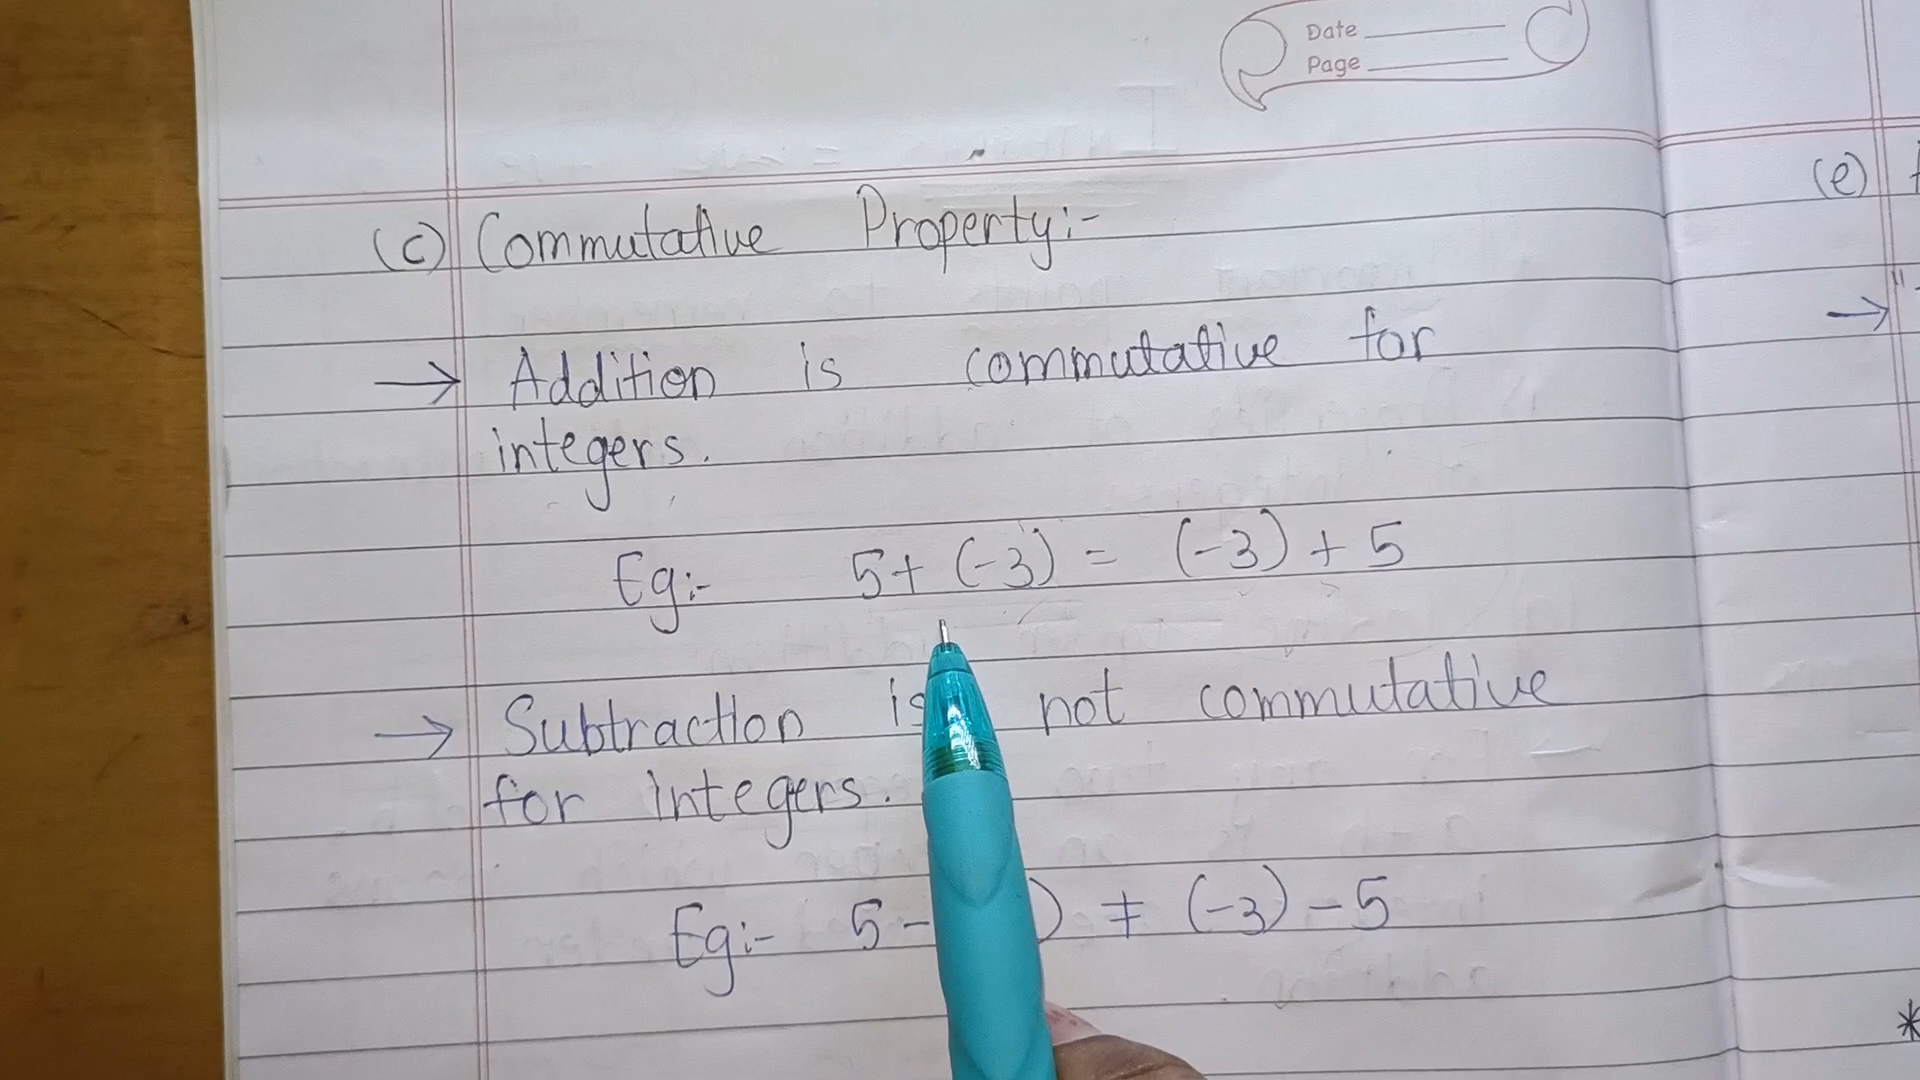 Date
Page
(c) Commutative Property:-
→ Addition is commutative for
integers.
Eg:- 5+ (-3) = (-3) + 5
→ Subtraction is not commutative
for integers.
Eg:- 5 - ) ≠ (-3) - 5
(e)
→ "
*